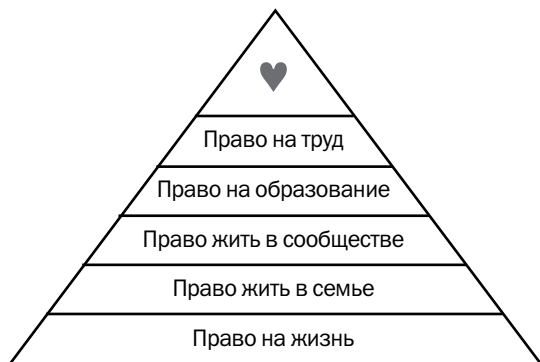 Право на труд
Право на образование
Право жить в сообществе
Право жить в семье
Право на жизнь